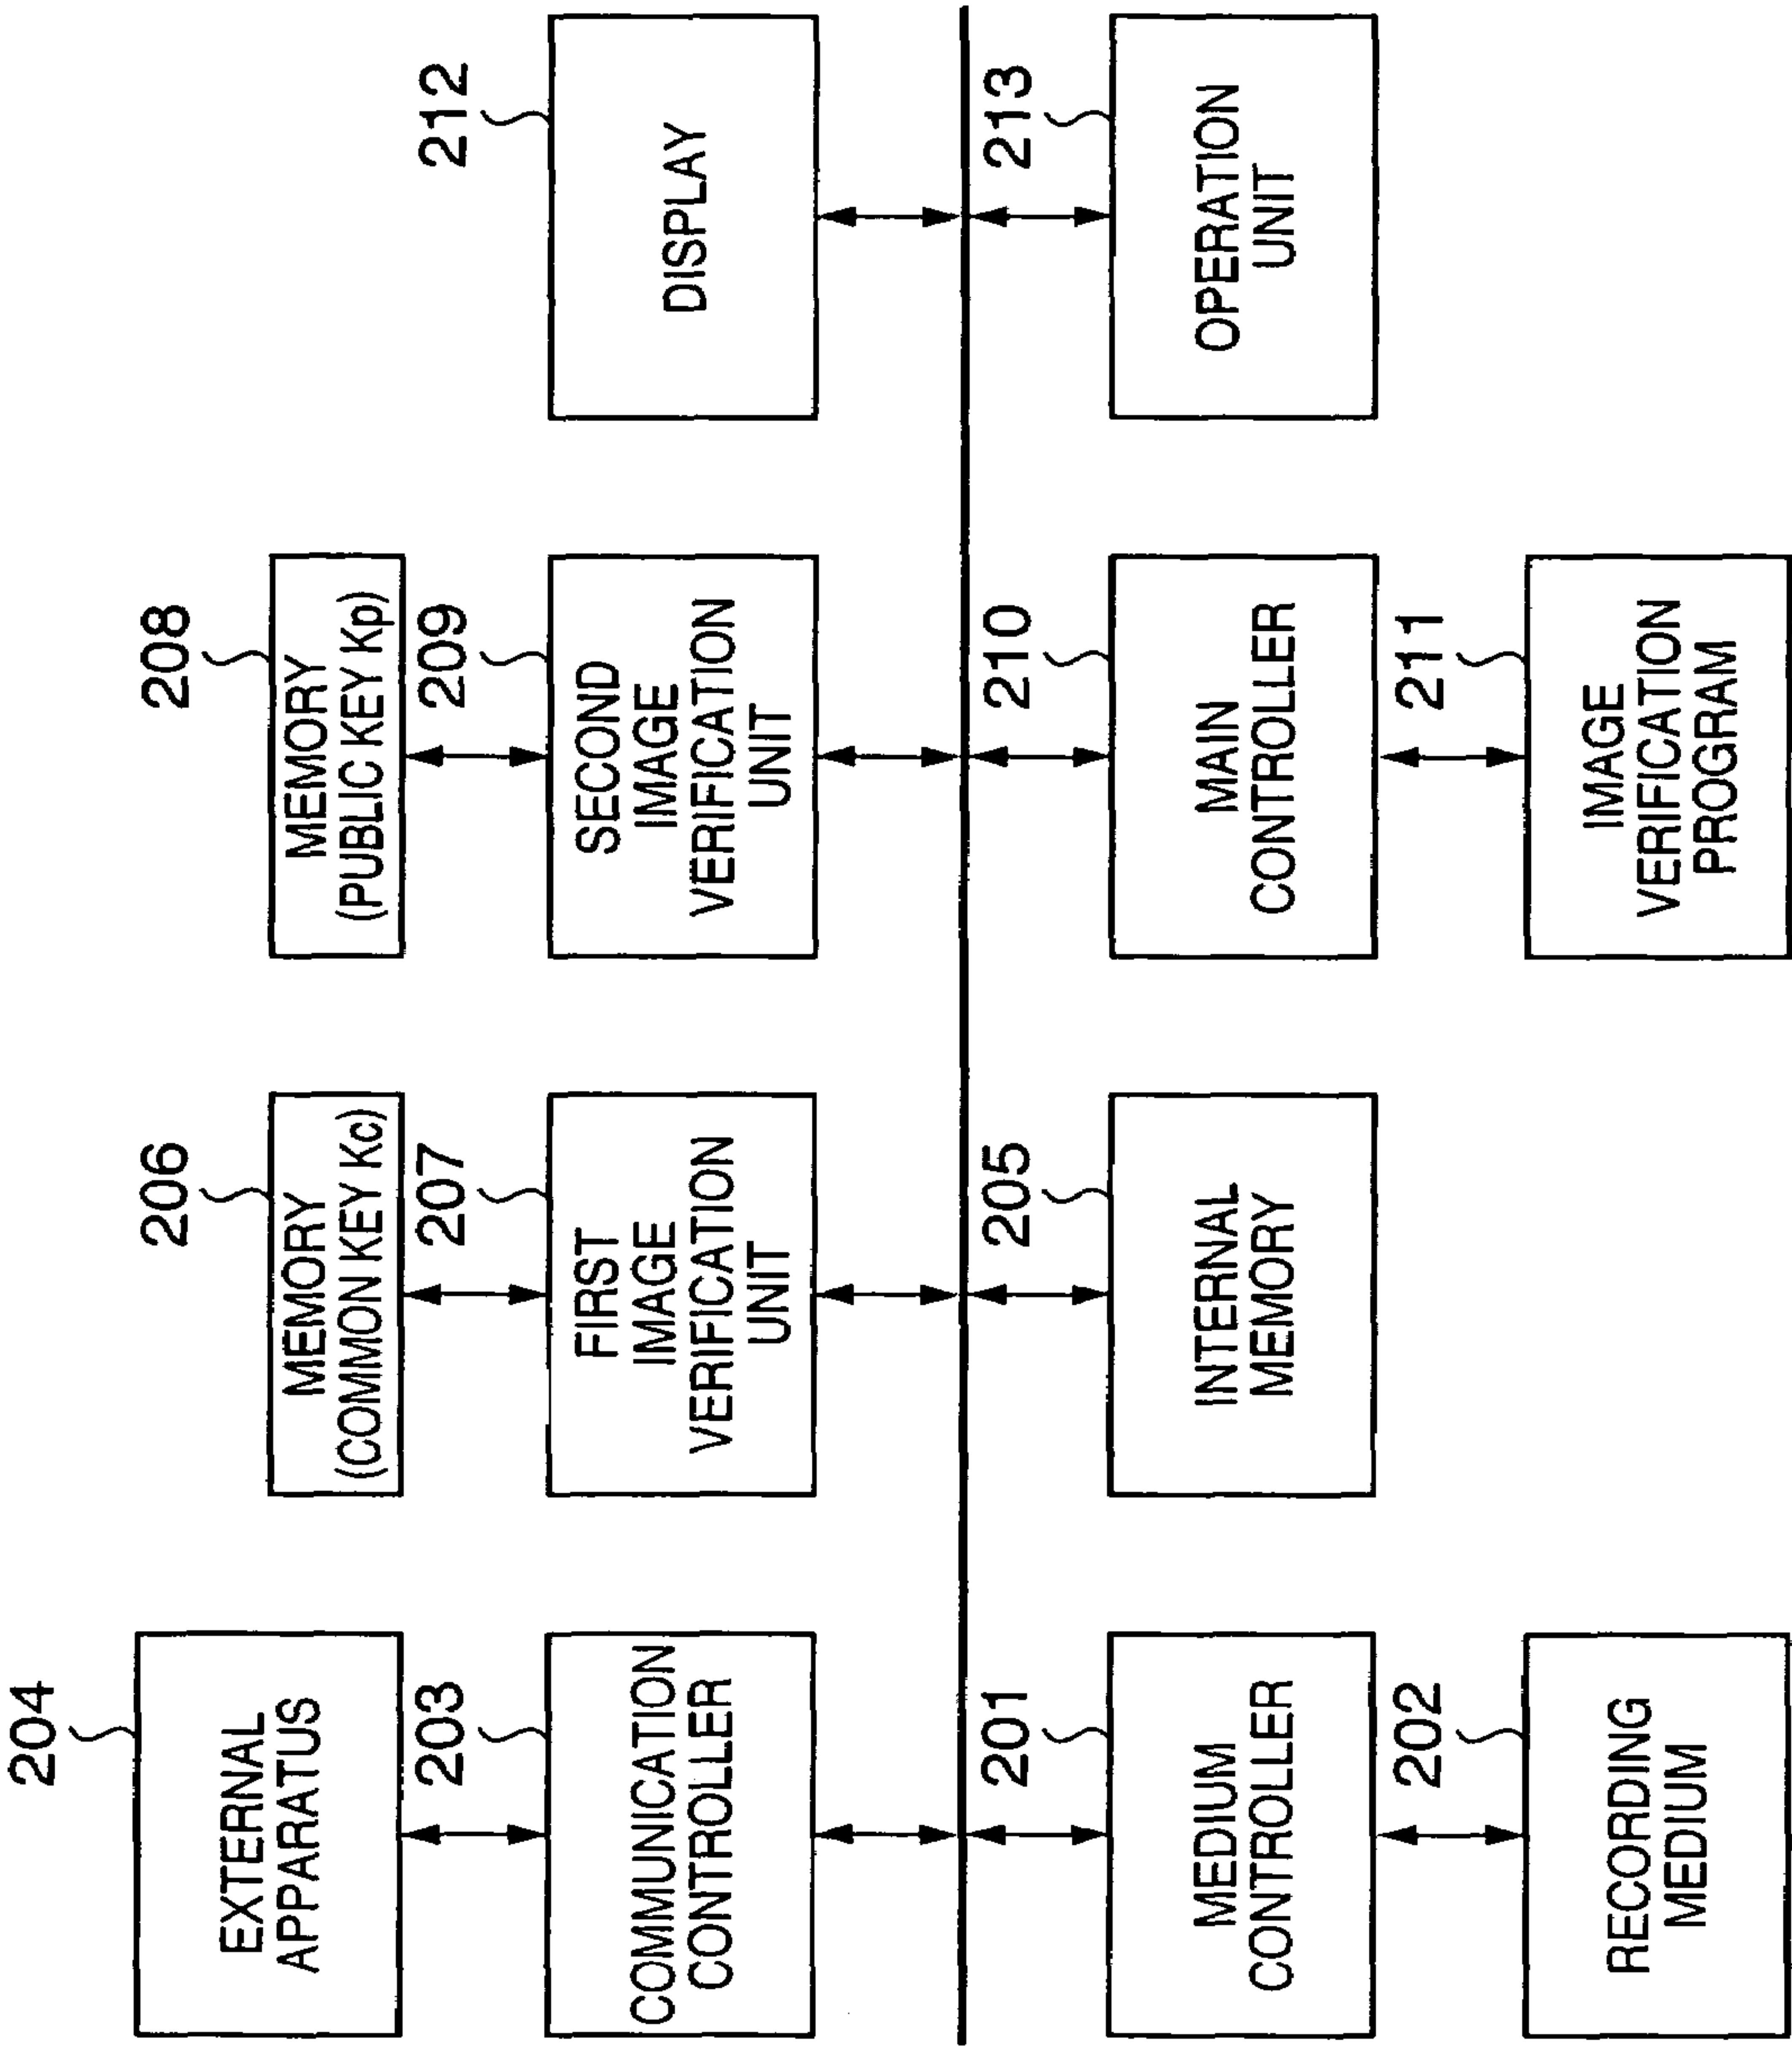 204
EXTERNAL
APPARATUS
203
COMMUNICATION
CONTROLLER
201
MEDIUM
CONTROLLER
202
RECORDING
MEDIUM
206
MEMORY
(COMMON KEY Kc)
207
FIRST
IMAGE
VERIFICATION
UNIT
205
INTERNAL
MEMORY
208
MEMORY
(PUBLIC KEY Kp)
209
SECOND
IMAGE
VERIFICATION
UNIT
210
MAIN
CONTROLLER
211
IMAGE
VERIFICATION
PROGRAM
212
DISPLAY
213
OPERATION
UNIT